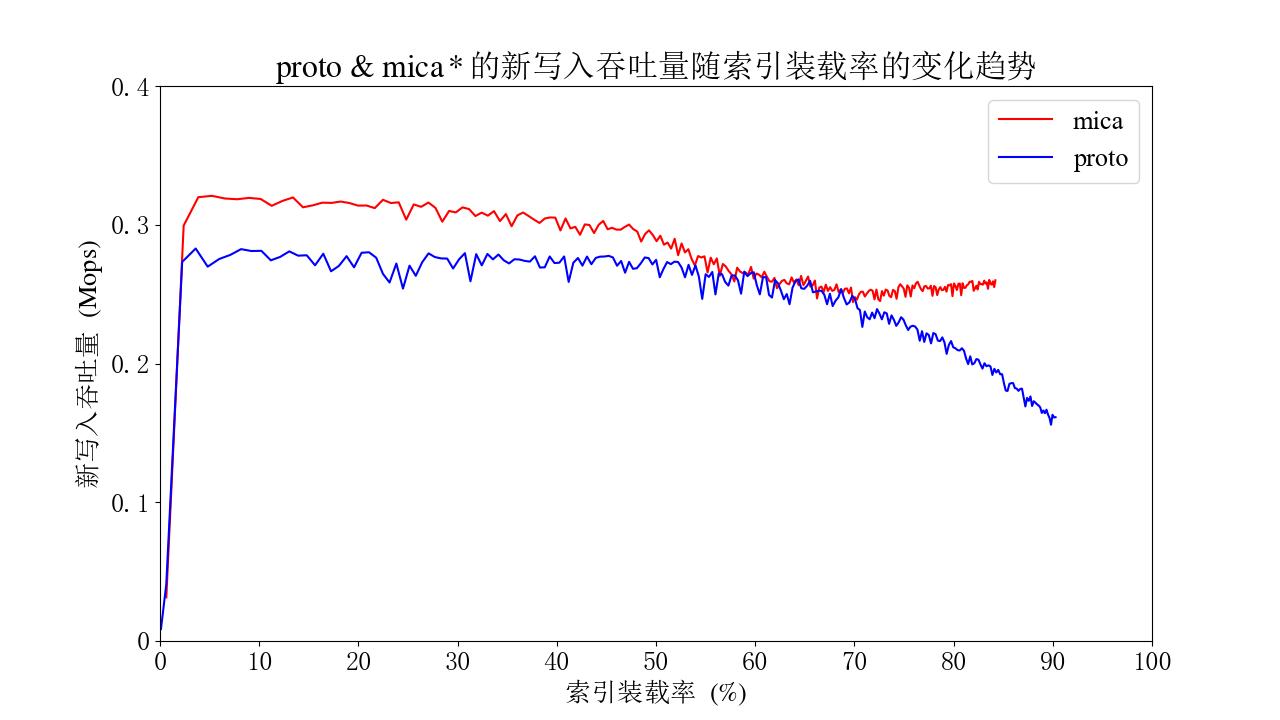 proto & mica * 的新写入吞吐量随索引装载率的变化趋势
mica
proto
新写入吞吐量 (Mops)
0.4
0.3
0.2
0.1
0
0 10 20 30 40 50 60 70 80 90 100
索引装载率 (%)